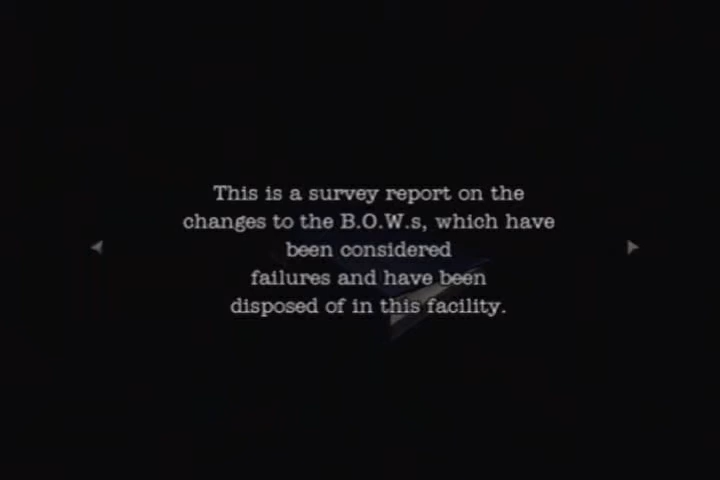 This is a survey report on the
changes to the B.O.W.s, which have
been considered
failures and have been
disposed of in this facility.